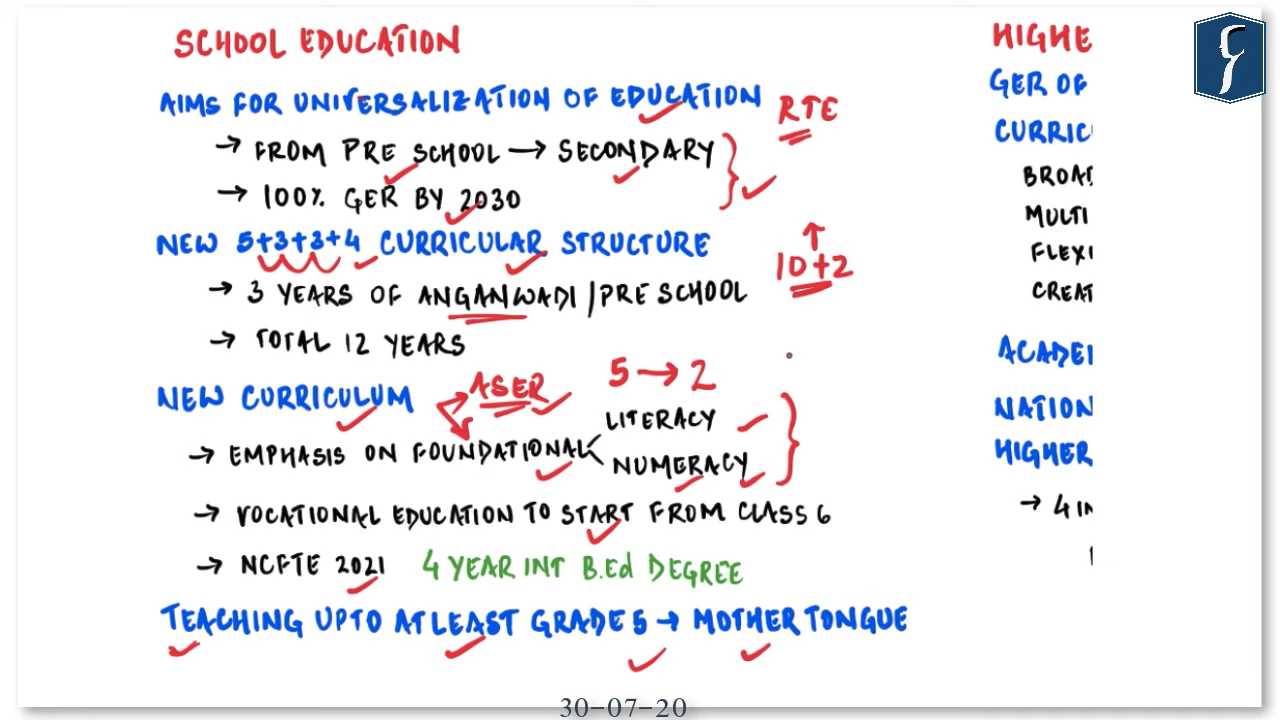 SCHOOL EDUCATION
AIMS FOR UNIVERSALIZATION OF EDUCATION
RTE
→ FROM PRE SCHOOL → SECONDARY
→ 100% GER BY 2030
NEW 5+3+3+4 CURRICULAR STRUCTURE
10+2
→ 3 YEARS OF ANGANWADI/PRE SCHOOL
→ TOTAL 12 YEARS
NEW CURRICULUM
ASER
5 → 2
→ EMPHASIS ON FOUNDATIONAL
LITERACY
NUMERACY
→ VOCATIONAL EDUCATION TO START FROM CLASS 6
→ NCFTE 2021 4 YEAR INT B.Ed DEGREE
TEACHING UPTO ATLEAST GRADE 5 → MOTHER TONGUE
HIGHE
GER OF
CURRIC
BROAD
MULTI
FLEXI
CREAT
ACADE
NATION
HIGHER
→ 4 IN
30-07-20